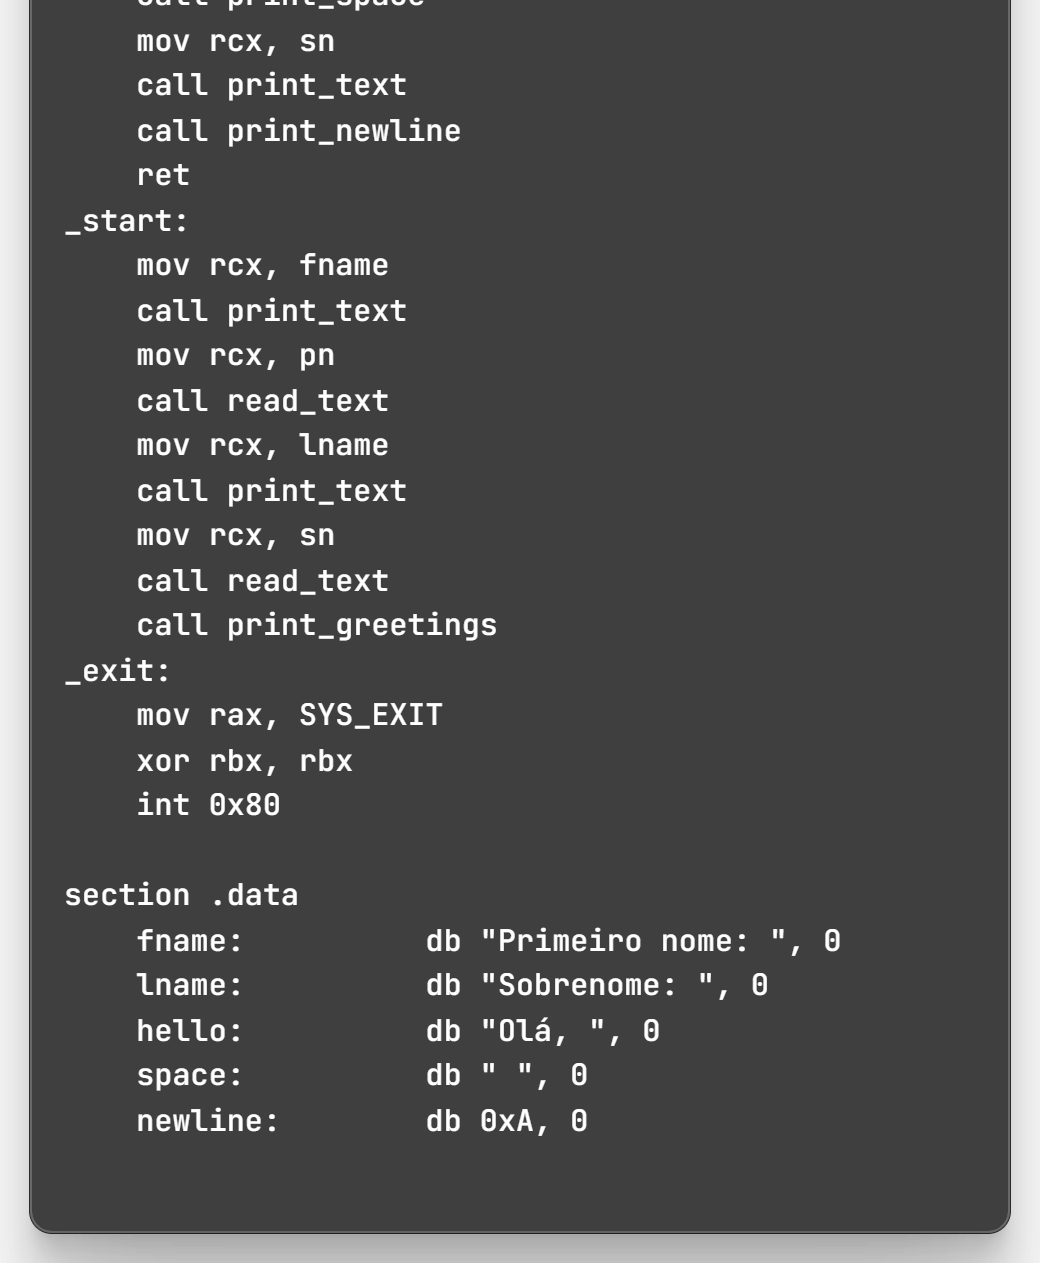 call print_space
mov rcx, sn
call print_text
call print_newline
ret
_start:
mov rcx, fname
call print_text
mov rcx, pn
call read_text
mov rcx, lname
call print_text
mov rcx, sn
call read_text
call print_greetings
_exit:
mov rax, SYS_EXIT
xor rbx, rbx
int 0x80
section .data
fname: db "Primeiro nome: ", 0
lname: db "Sobrenome: ", 0
hello: db "Olá, ", 0
space: db " ", 0
newline: db 0xA, 0